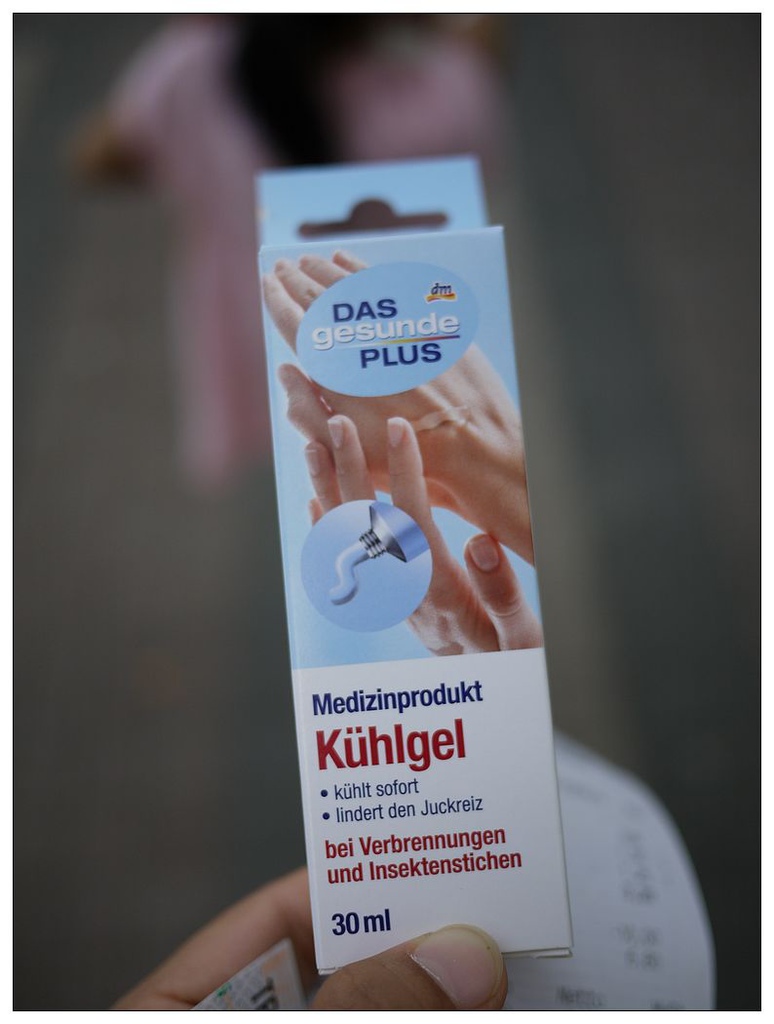 dm
DAS
gesunde
PLUS
Medizinprodukt
Kühlgel
• kühlt sofort
• lindert den Juckreiz
bei Verbrennungen
und Insektenstichen
30 ml